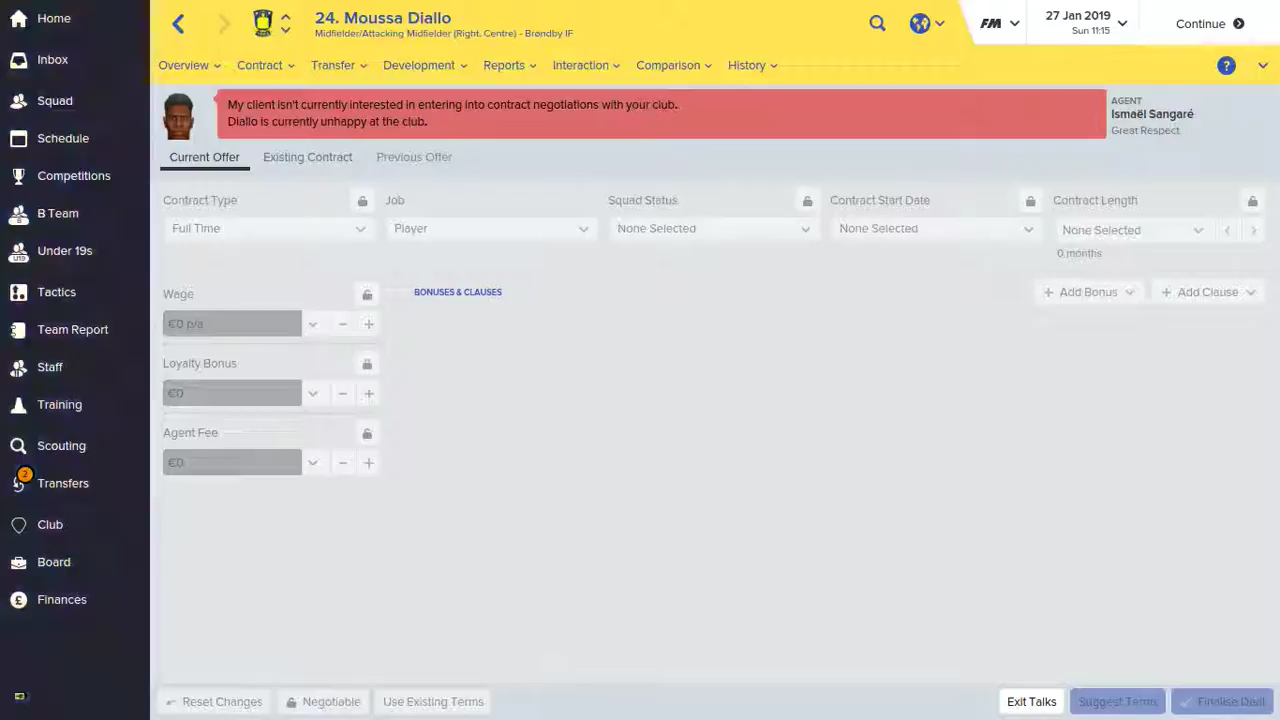 Home
Inbox
Squad
Schedule
Competitions
B Team
Under 19s
Tactics
Team Report
Staff
Training
Scouting
2
Transfers
Club
Board
Finances
24. Moussa Diallo
Midfielder/Attacking Midfielder (Right, Centre) - Brøndby IF
FM
27 Jan 2019
Sun 11:15
Continue
Overview
Contract
Transfer
Development
Reports
Interaction
Comparison
History
?
My client isn't currently interested in entering into contract negotiations with your club.
Diallo is currently unhappy at the club.
AGENT
Ismaël Sangaré
Great Respect
Current Offer
Existing Contract
Previous Offer
Contract Type
Full Time
Job
Player
Squad Status
None Selected
Contract Start Date
None Selected
Contract Length
None Selected
0 months
Wage
€0 p/a
Loyalty Bonus
€0
Agent Fee
€0
BONUSES & CLAUSES
Add Bonus
Add Clause
Reset Changes
Negotiable
Use Existing Terms
Exit Talks
Suggest Terms
Finalise Deal